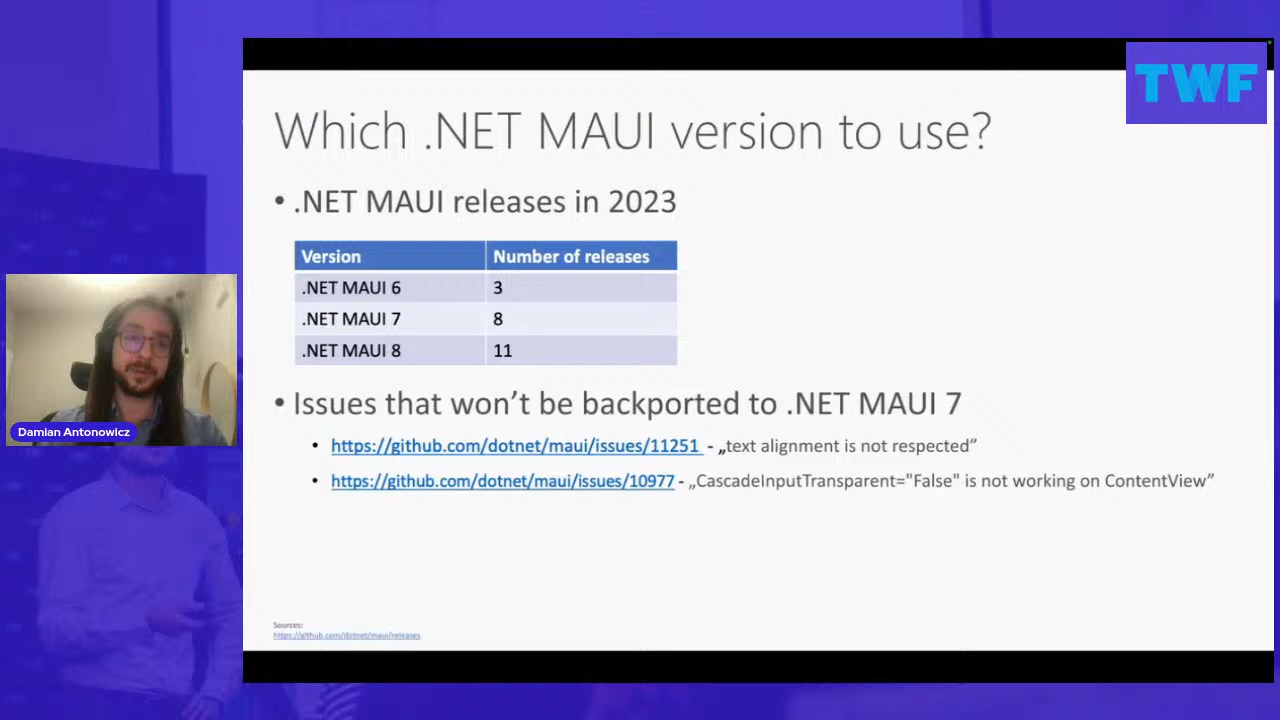 TWF
Which .NET MAUI version to use?
• .NET MAUI releases in 2023
Version Number of releases
.NET MAUI 6 3
.NET MAUI 7 8
.NET MAUI 8 11
• Issues that won’t be backported to .NET MAUI 7
• https://github.com/dotnet/maui/issues/11251 - „text alignment is not respected”
• https://github.com/dotnet/maui/issues/10977 - „CascadeInputTransparent="False" is not working on ContentView”
Damian Antonowicz
Sources:
https://github.com/dotnet/maui/releases